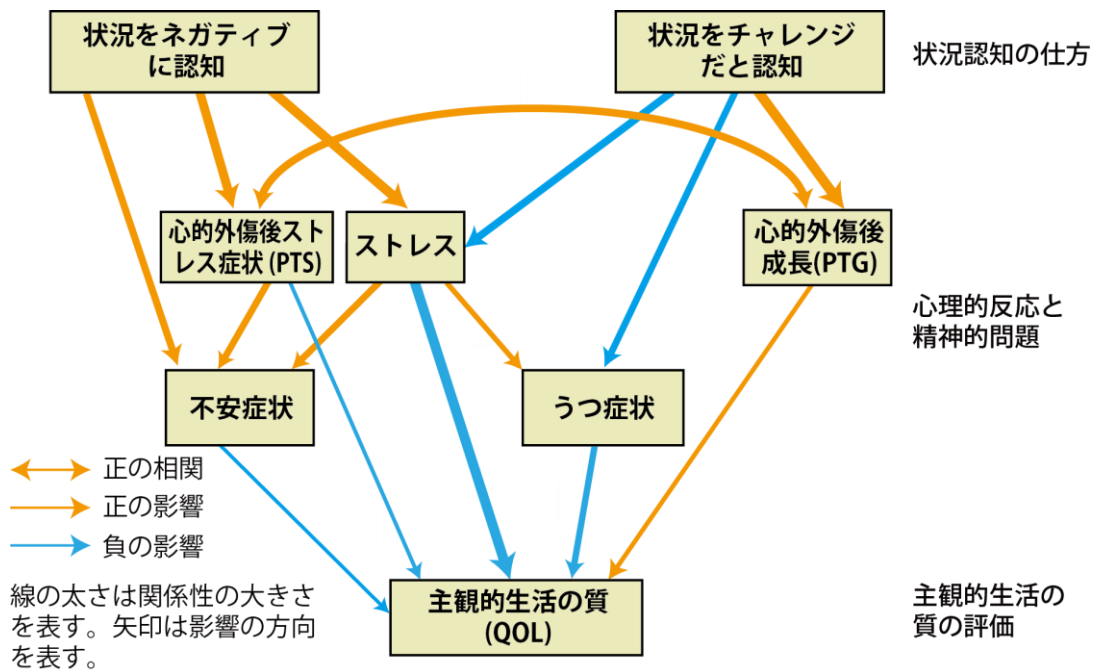 状況をネガティブ
に認知
状況をチャレンジ
だと認知
状況認知の仕方
心的外傷後スト
レス症状(PTS)
ストレス
心的外傷後
成長(PTG)
心理的反応と
精神的問題
不安症状
うつ症状
正の相関
正の影響
負の影響
線の太さは関係性の大きさ
を表す。矢印は影響の方向
を表す。
主観的生活の質
(QOL)
主観的生活の
質の評価